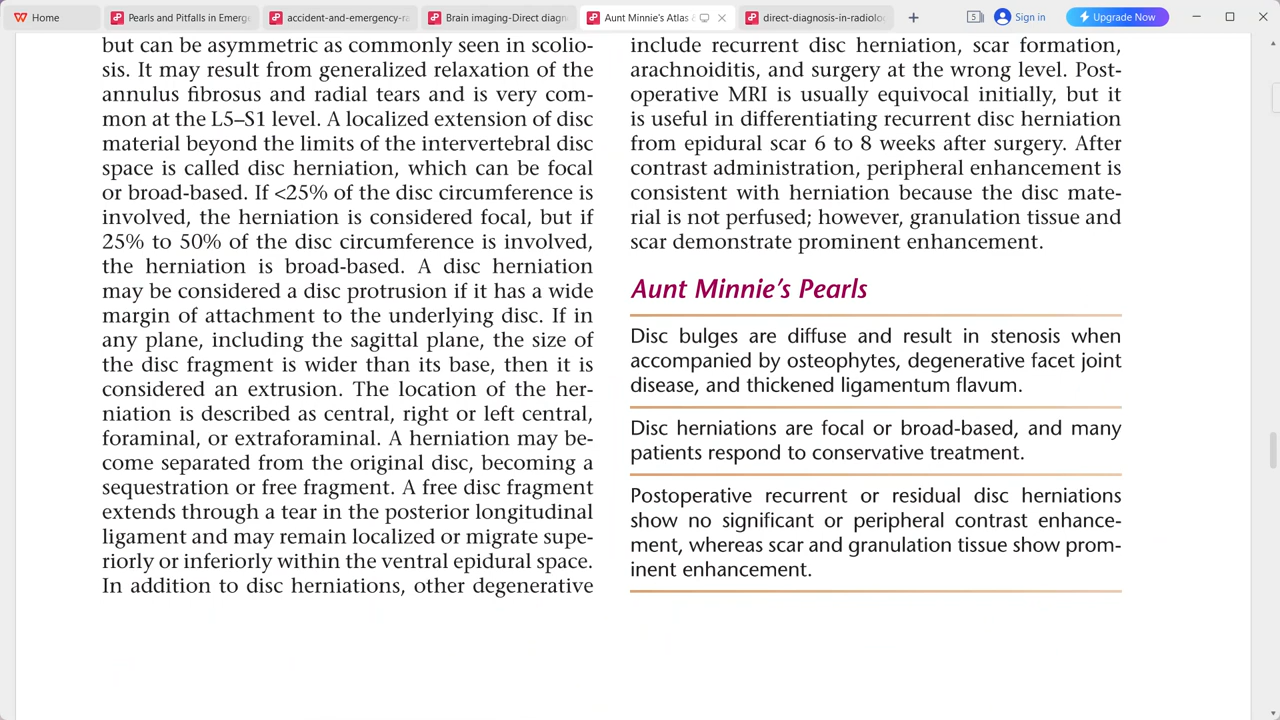 Home
Pearls and Pitfalls in Emerg
accident-and-emergency-ra
Brain imaging-Direct diagn
Aunt Minnie's Atlas &
direct-diagnosis-in-radiolo
5
Sign in
Upgrade Now
but can be asymmetric as commonly seen in scolio-
sis. It may result from generalized relaxation of the
annulus fibrosus and radial tears and is very com-
mon at the L5–S1 level. A localized extension of disc
material beyond the limits of the intervertebral disc
space is called disc herniation, which can be focal
or broad-based. If <25% of the disc circumference is
involved, the herniation is considered focal, but if
25% to 50% of the disc circumference is involved,
the herniation is broad-based. A disc herniation
may be considered a disc protrusion if it has a wide
margin of attachment to the underlying disc. If in
any plane, including the sagittal plane, the size of
the disc fragment is wider than its base, then it is
considered an extrusion. The location of the her-
niation is described as central, right or left central,
foraminal, or extraforaminal. A herniation may be-
come separated from the original disc, becoming a
sequestration or free fragment. A free disc fragment
extends through a tear in the posterior longitudinal
ligament and may remain localized or migrate supe-
riorly or inferiorly within the ventral epidural space.
In addition to disc herniations, other degenerative
include recurrent disc herniation, scar formation,
arachnoiditis, and surgery at the wrong level. Post-
operative MRI is usually equivocal initially, but it
is useful in differentiating recurrent disc herniation
from epidural scar 6 to 8 weeks after surgery. After
contrast administration, peripheral enhancement is
consistent with herniation because the disc mate-
rial is not perfused; however, granulation tissue and
scar demonstrate prominent enhancement.
Aunt Minnie's Pearls
Disc bulges are diffuse and result in stenosis when
accompanied by osteophytes, degenerative facet joint
disease, and thickened ligamentum flavum.
Disc herniations are focal or broad-based, and many
patients respond to conservative treatment.
Postoperative recurrent or residual disc herniations
show no significant or peripheral contrast enhance-
ment, whereas scar and granulation tissue show prom-
inent enhancement.